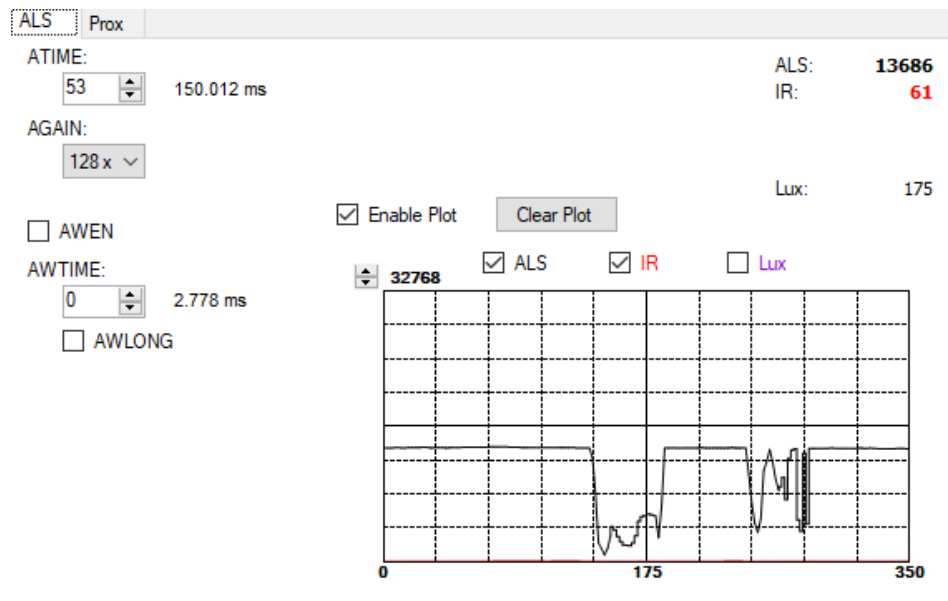 ALS Prox
ATIME:
53 150.012 ms
ALS: 13686
IR: 61
AGAIN:
128 x
Lux: 175
Enable Plot Clear Plot
AWEN
ALS IR Lux
AWTIME:
32768
0 2.778 ms
AWLONG
0 175 350